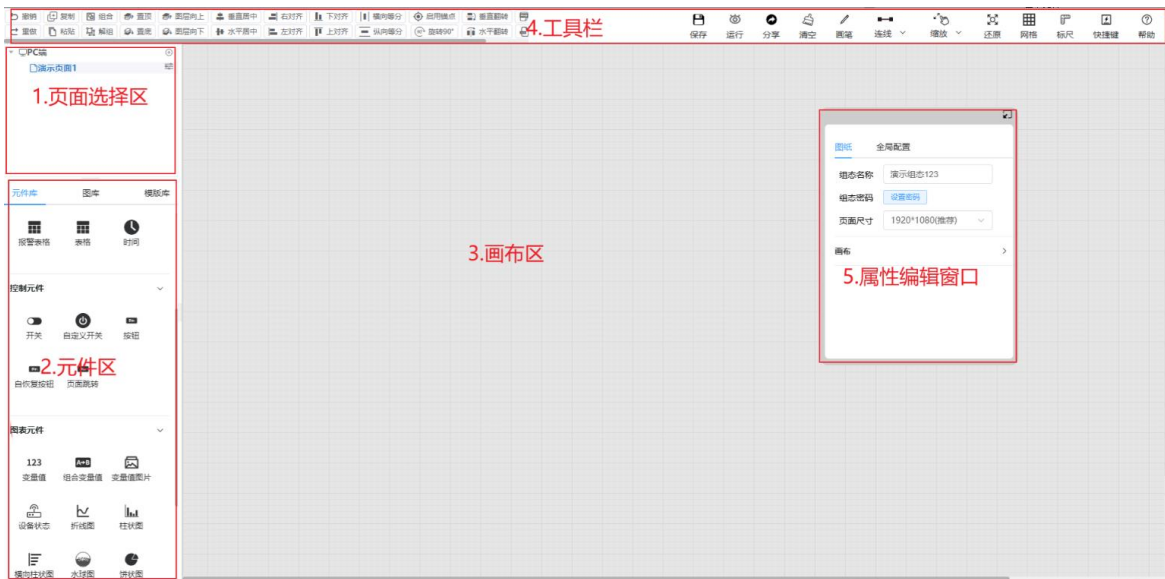 撤销 复制 组合 置顶 图层向上 垂直居中 右对齐 下对齐 横向等分 启用锚点 垂直翻转
重做 粘贴 解组 置底 图层向下 水平居中 左对齐 上对齐 纵向等分 旋转90° 水平翻转
4.工具栏
保存 运行 分享 清空 画笔 连线 缩放 还原 网格 标尺 快捷键 帮助
PC端
演示页面1
1.页面选择区
元件库 图库 模版库
报警表格 表格 时间
控制元件
开关 自定义开关 按钮
2.元件区
自恢复按钮 页面跳转
图表元件
123 A+B
变量值 组合变量值 变量值图片
设备状态 折线图 柱状图
横向柱状图 水球图 饼状图
3.画布区
图纸 全局配置
组态名称 演示组态123
组态密码 设置密码
页面尺寸 1920*1080(推荐)
画布
5.属性编辑窗口